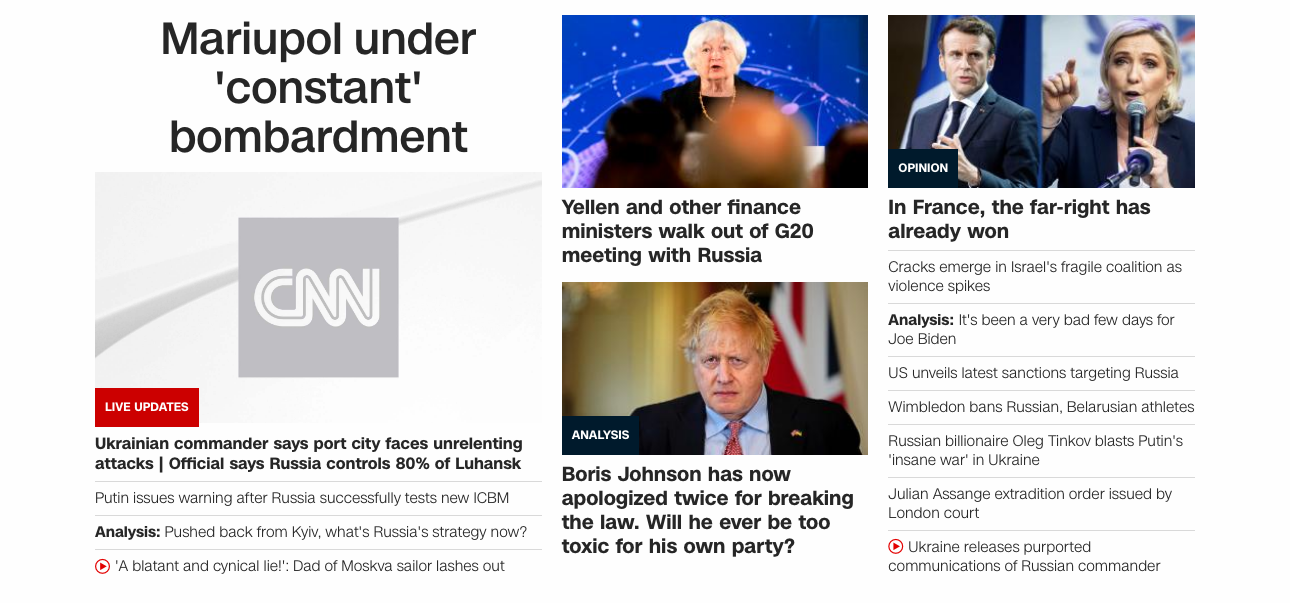 Mariupol under
'constant'
bombardment
CNN
LIVE UPDATES
Ukrainian commander says port city faces unrelenting
attacks | Official says Russia controls 80% of Luhansk
Putin issues warning after Russia successfully tests new ICBM
Analysis: Pushed back from Kyiv, what's Russia's strategy now?
'A blatant and cynical lie!': Dad of Moskva sailor lashes out
Yellen and other finance
ministers walk out of G20
meeting with Russia
ANALYSIS
Boris Johnson has now
apologized twice for breaking
the law. Will he ever be too
toxic for his own party?
OPINION
In France, the far-right has
already won
Cracks emerge in Israel's fragile coalition as
violence spikes
Analysis: It's been a very bad few days for
Joe Biden
US unveils latest sanctions targeting Russia
Wimbledon bans Russian, Belarusian athletes
Russian billionaire Oleg Tinkov blasts Putin's
'insane war' in Ukraine
Julian Assange extradition order issued by
London court
Ukraine releases purported
communications of Russian commander